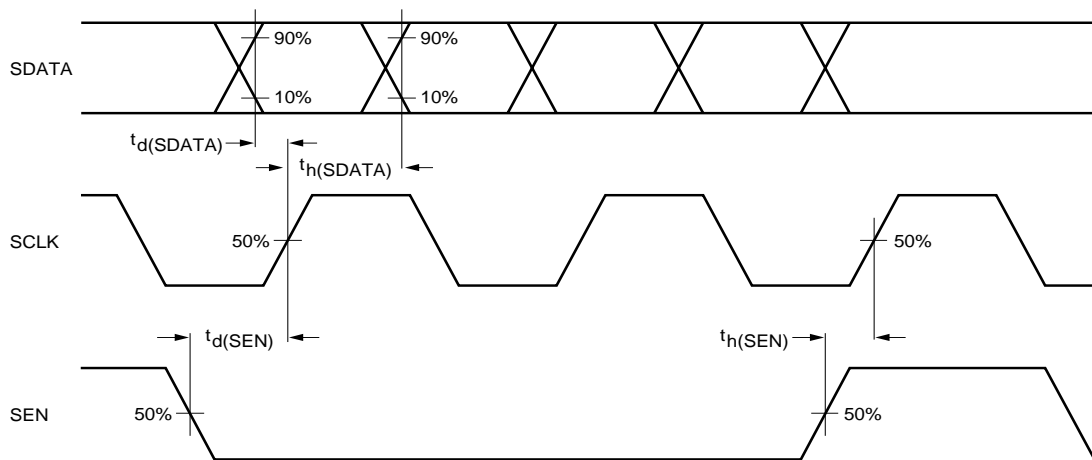 90%
90%
SDATA
10%
10%
td(SDATA)
th(SDATA)
SCLK
50%
50%
td(SEN)
th(SEN)
SEN
50%
50%